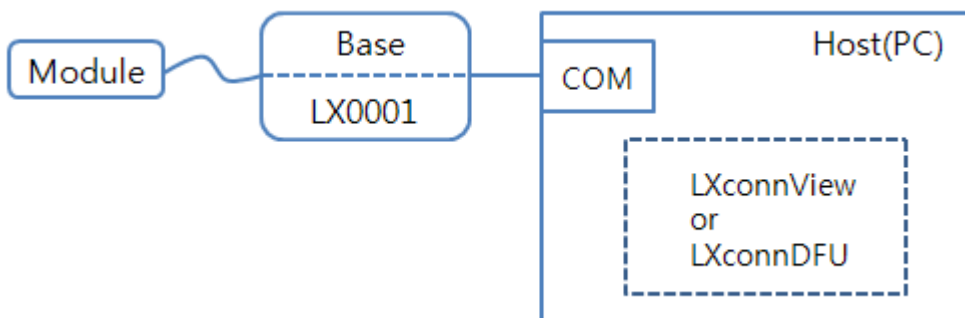 Module
Base
LX0001
COM
Host(PC)
LXconnView
or
LXconnDFU